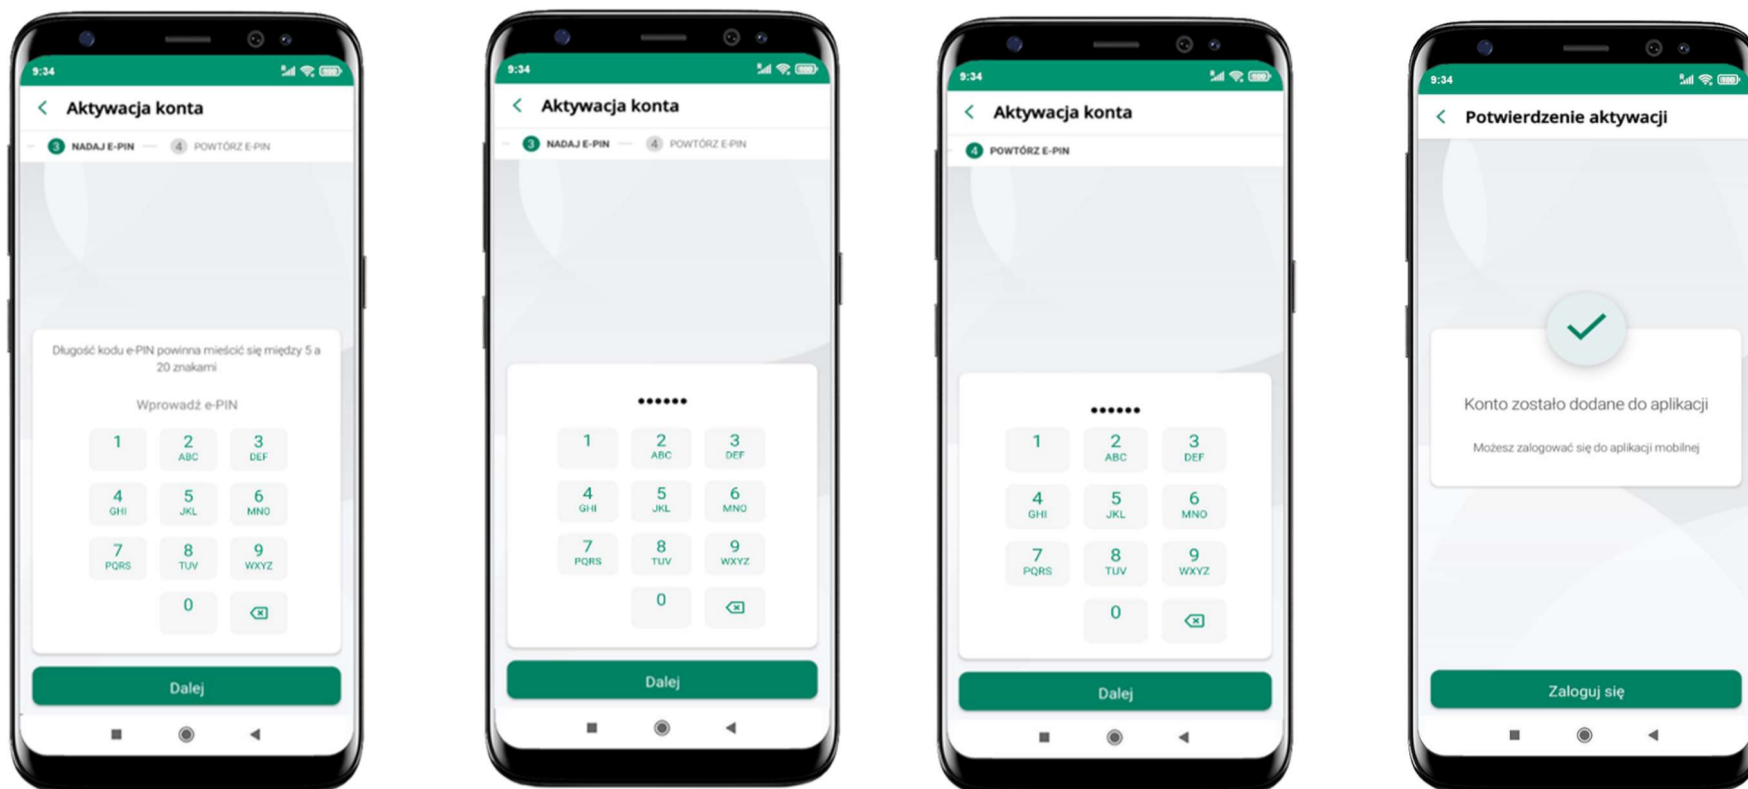 9:34
Aktywacja konta
3 NADAJ E-PIN 4 POWTÓRZ E-PIN
Długość kodu e-PIN powinna mieścić się między 5 a
20 znakami
Wprowadź e-PIN
1 2 3
ABC DEF
4 5 6
GHI JKL MNO
7 8 9
PQRS TUV WXYZ
0
Dalej
9:34
Aktywacja konta
3 NADAJ E-PIN 4 POWTÓRZ E-PIN
••••••
1 2 3
ABC DEF
4 5 6
GHI JKL MNO
7 8 9
PQRS TUV WXYZ
0
Dalej
9:34
Aktywacja konta
4 POWTÓRZ E-PIN
••••••
1 2 3
ABC DEF
4 5 6
GHI JKL MNO
7 8 9
PQRS TUV WXYZ
0
Dalej
9:34
Potwierdzenie aktywacji
Konto zostało dodane do aplikacji
Możesz zalogować się do aplikacji mobilnej
Zaloguj się